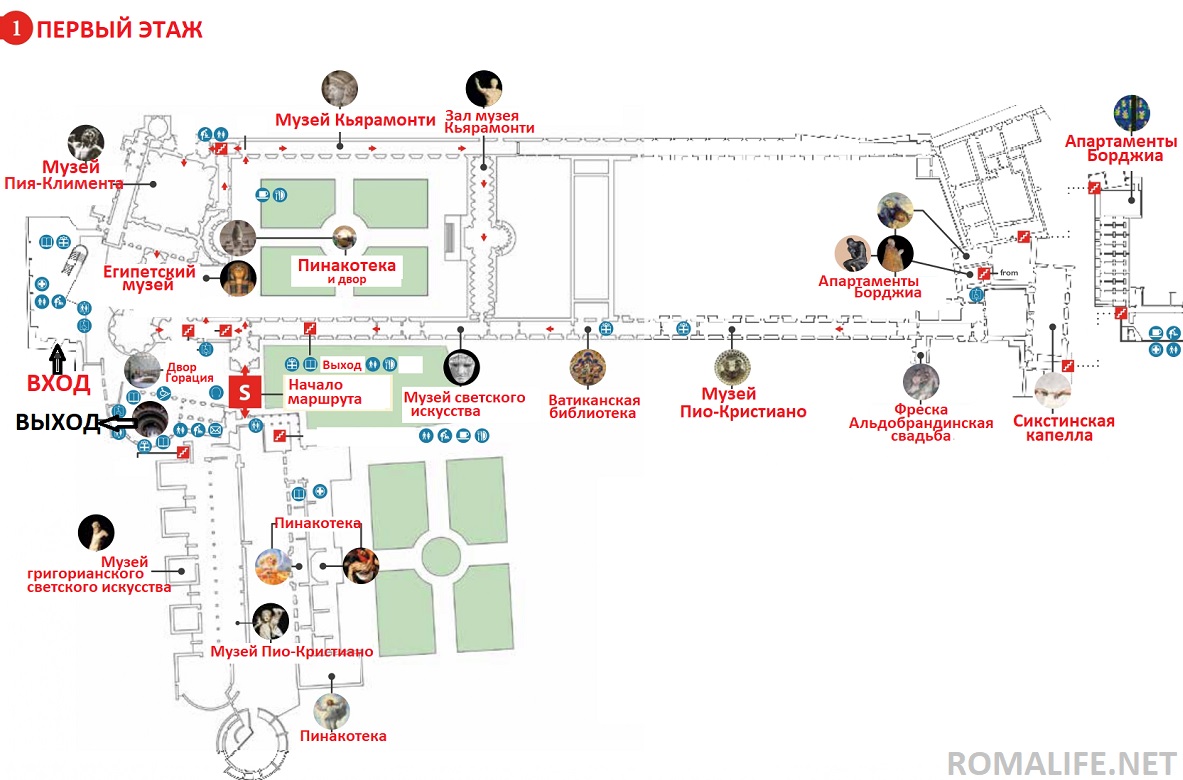 1 ПЕРВЫЙ ЭТАЖ
Музей Кьярамонти
Зал музея
Кьярамонти
Апартаменты
Борджиа
Музей
Пия-Климента
Египетский
музей
Пинакотека
и двор
Апартаменты
Борджиа
from
ВХОД
ВЫХОД
Двор
Горация
S
Выход
Начало
маршрута
Музей светского
искусства
Ватиканская
библиотека
Музей
Пио-Кристиано
Фреска
Альдобрандинская
свадьба
Сикстинская
капелла
Пинакотека
Музей
григорианского
светского искусства
Музей Пио-Кристиано
Пинакотека
ROMALIFE.NET